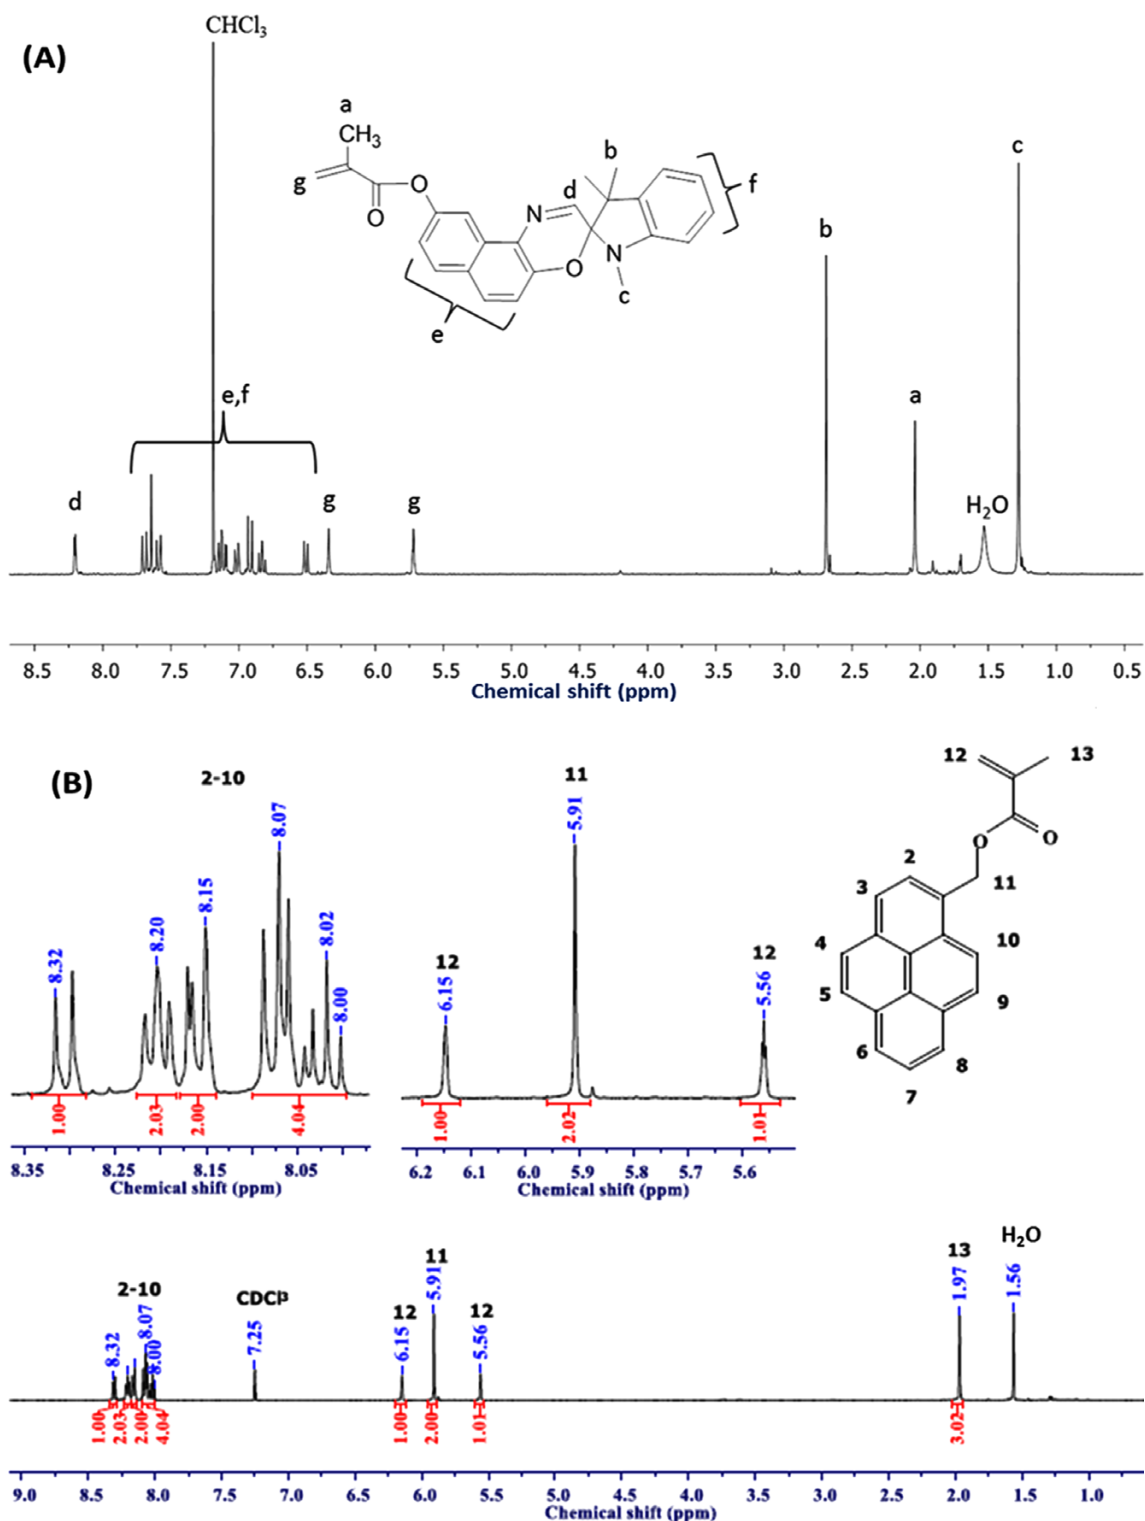 CHCl3
(A)
a
CH3
g
O
O
b
d
N
f
O
N
c
e
c
b
a
e,f
d
g
g
H2O
8.5 8.0 7.5 7.0 6.5 6.0 5.5 5.0 4.5 4.0 3.5 3.0 2.5 2.0 1.5 1.0 0.5
Chemical shift (ppm)
(B)
2-10
8.32
8.20
8.15
8.07
8.02
8.00
1.00 2.03 2.00 4.04
8.35 8.25 8.15 8.05
Chemical shift (ppm)
11
12
12
6.15
5.91
5.56
1.00 2.02 1.01
6.2 6.1 6.0 5.9 5.8 5.7 5.6
Chemical shift (ppm)
12
13
O
O
2
11
3
4
10
5
9
6
8
7
2-10
8.32
8.07
8.00
CDCl3
7.25
12
6.15
11
5.91
12
5.56
13
1.97
H2O
1.56
1.00 2.03 2.00 4.04 1.00 2.00 1.01 3.02
9.0 8.5 8.0 7.5 7.0 6.5 6.0 5.5 5.0 4.5 4.0 3.5 3.0 2.5 2.0 1.5 1.0
Chemical shift (ppm)